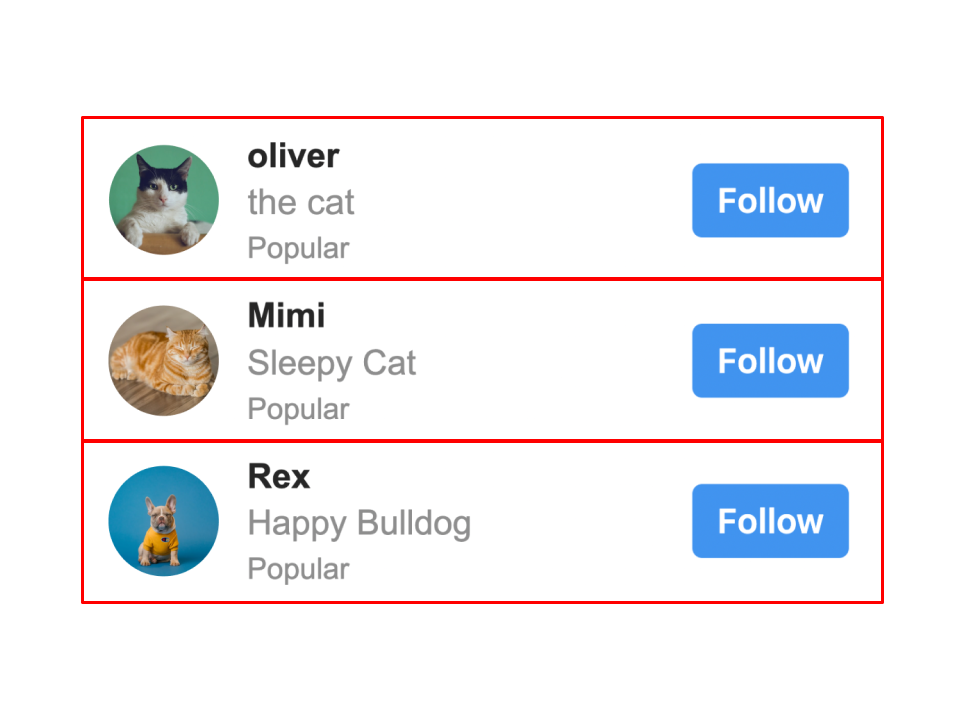 oliver
the cat
Popular
Follow
Mimi
Sleepy Cat
Popular
Follow
Rex
Happy Bulldog
Popular
Follow